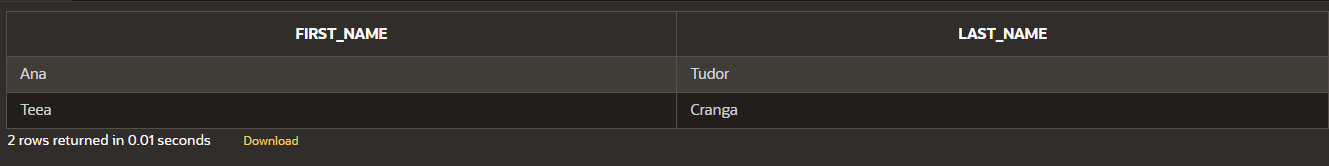 FIRST_NAME LAST_NAME
Ana Tudor
Teea Cranga
2 rows returned in 0.01 seconds Download